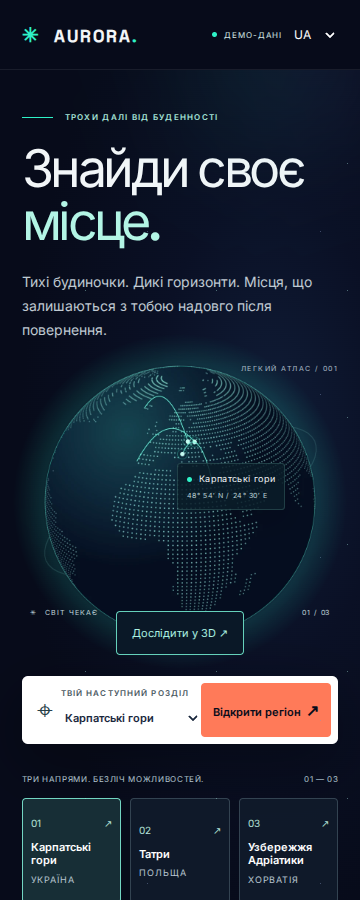 AURORA.
ДЕМО-ДАНІ
UA
ТРОХИ ДАЛІ ВІД БУДЕННОСТІ
Знайди своє
місце.
Тихі будиночки. Дикі горизонти. Місця, що
залишаються з тобою надовго після
повернення.
ЛЕГКИЙ АТЛАС / 001
Карпатські гори
48° 54′ N / 24° 30′ E
СВІТ ЧЕКАЄ
01 / 03
Дослідити у 3D ↗
ТВІЙ НАСТУПНИЙ РОЗДІЛ
Карпатські гори
Відкрити регіон ↗
ТРИ НАПРЯМИ. БЕЗЛІЧ МОЖЛИВОСТЕЙ.
01 — 03
01 ↗
Карпатські
гори
УКРАЇНА
02 ↗
Татри
ПОЛЬЩА
03 ↗
Узбережжя
Адріатики
ХОРВАТІЯ